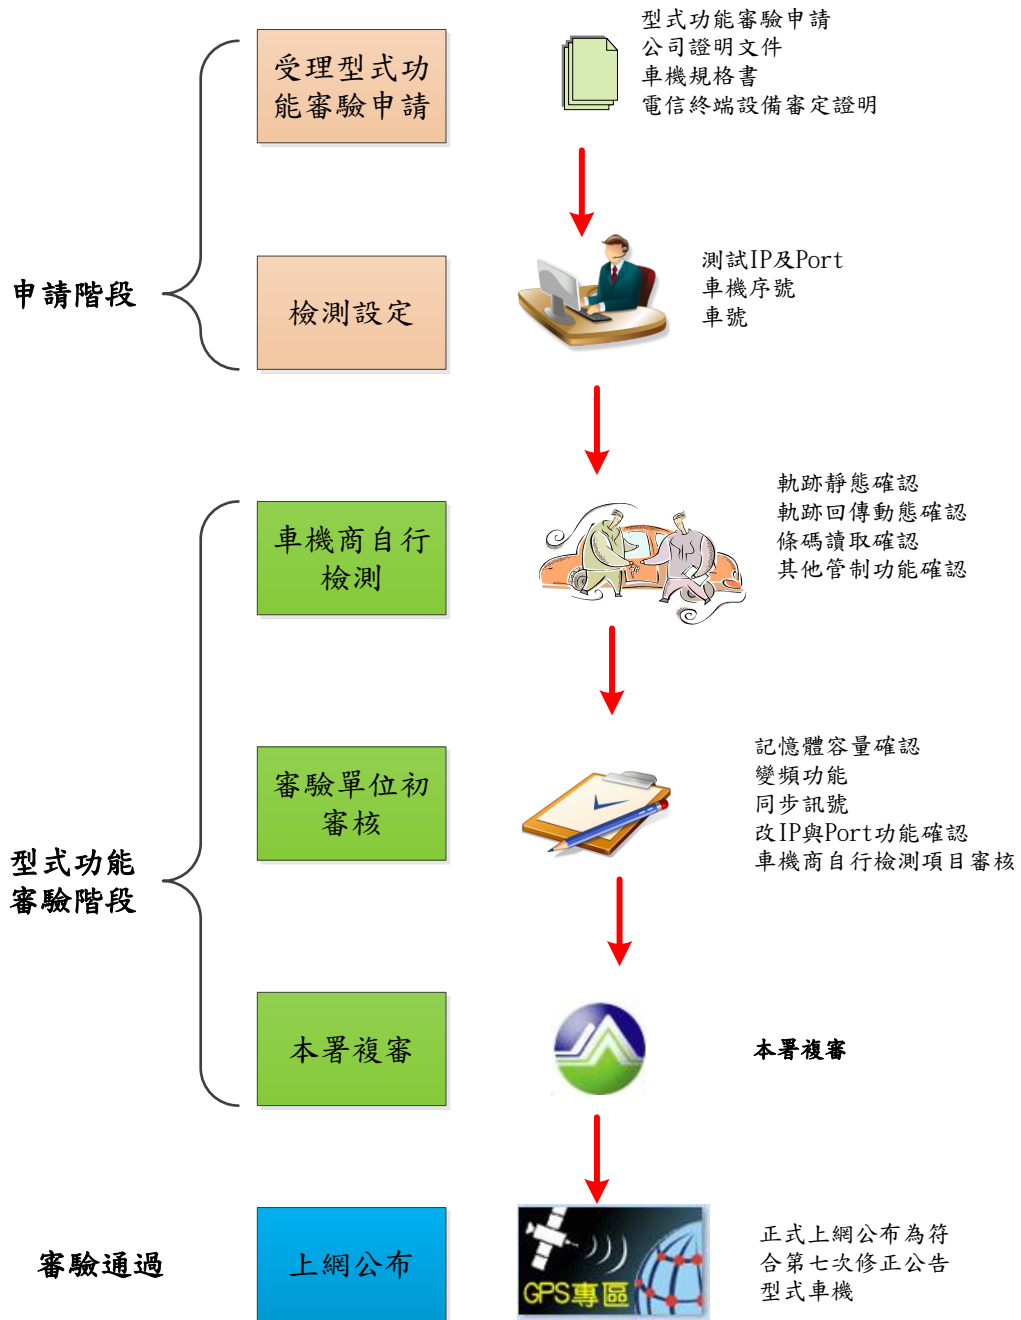 受理型式功
能審驗申請
型式功能審驗申請
公司證明文件
車機規格書
電信終端設備審定證明
申請階段
檢測設定
測試IP及Port
車機序號
車號
車機商自行
檢測
軌跡靜態確認
軌跡回傳動態確認
條碼讀取確認
其他管制功能確認
型式功能
審驗階段
審驗單位初
審核
記憶體容量確認
變頻功能
同步訊號
改IP與Port功能確認
車機商自行檢測項目審核
本署複審
本署複審
審驗通過
上網公布
GPS專區
正式上網公布為符
合第七次修正公告
型式車機